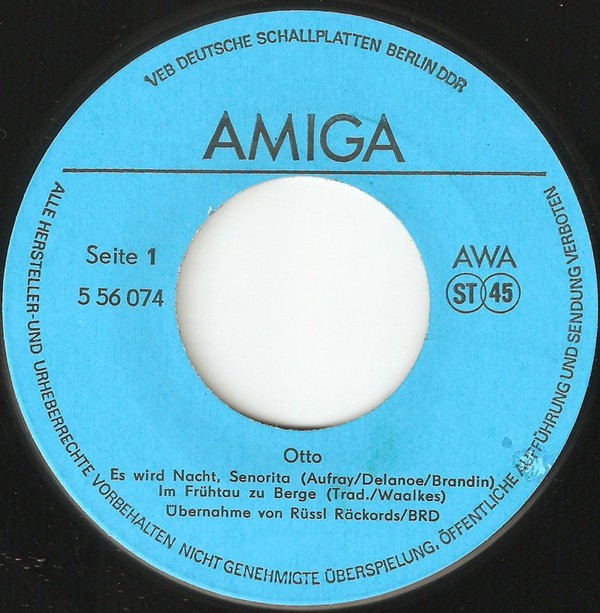 VEB DEUTSCHE SCHALLPLATTEN BERLIN DDR
AMIGA
Seite 1
5 56 074
AWA
ST 45
Otto
Es wird Nacht, Senorita (Aufray/Delanoe/Brandin)
Im Frühtau zu Berge (Trad./Waalkes)
Übernahme von Rüssl Räckords/BRD
ALLE HERSTELLER-UND URHEBERRECHTE VORBEHALTEN NICHT GENEHMIGTE ÜBERSPIELUNG, ÖFFENTLICHE AUFFÜHRUNG UND SENDUNG VERBOTEN